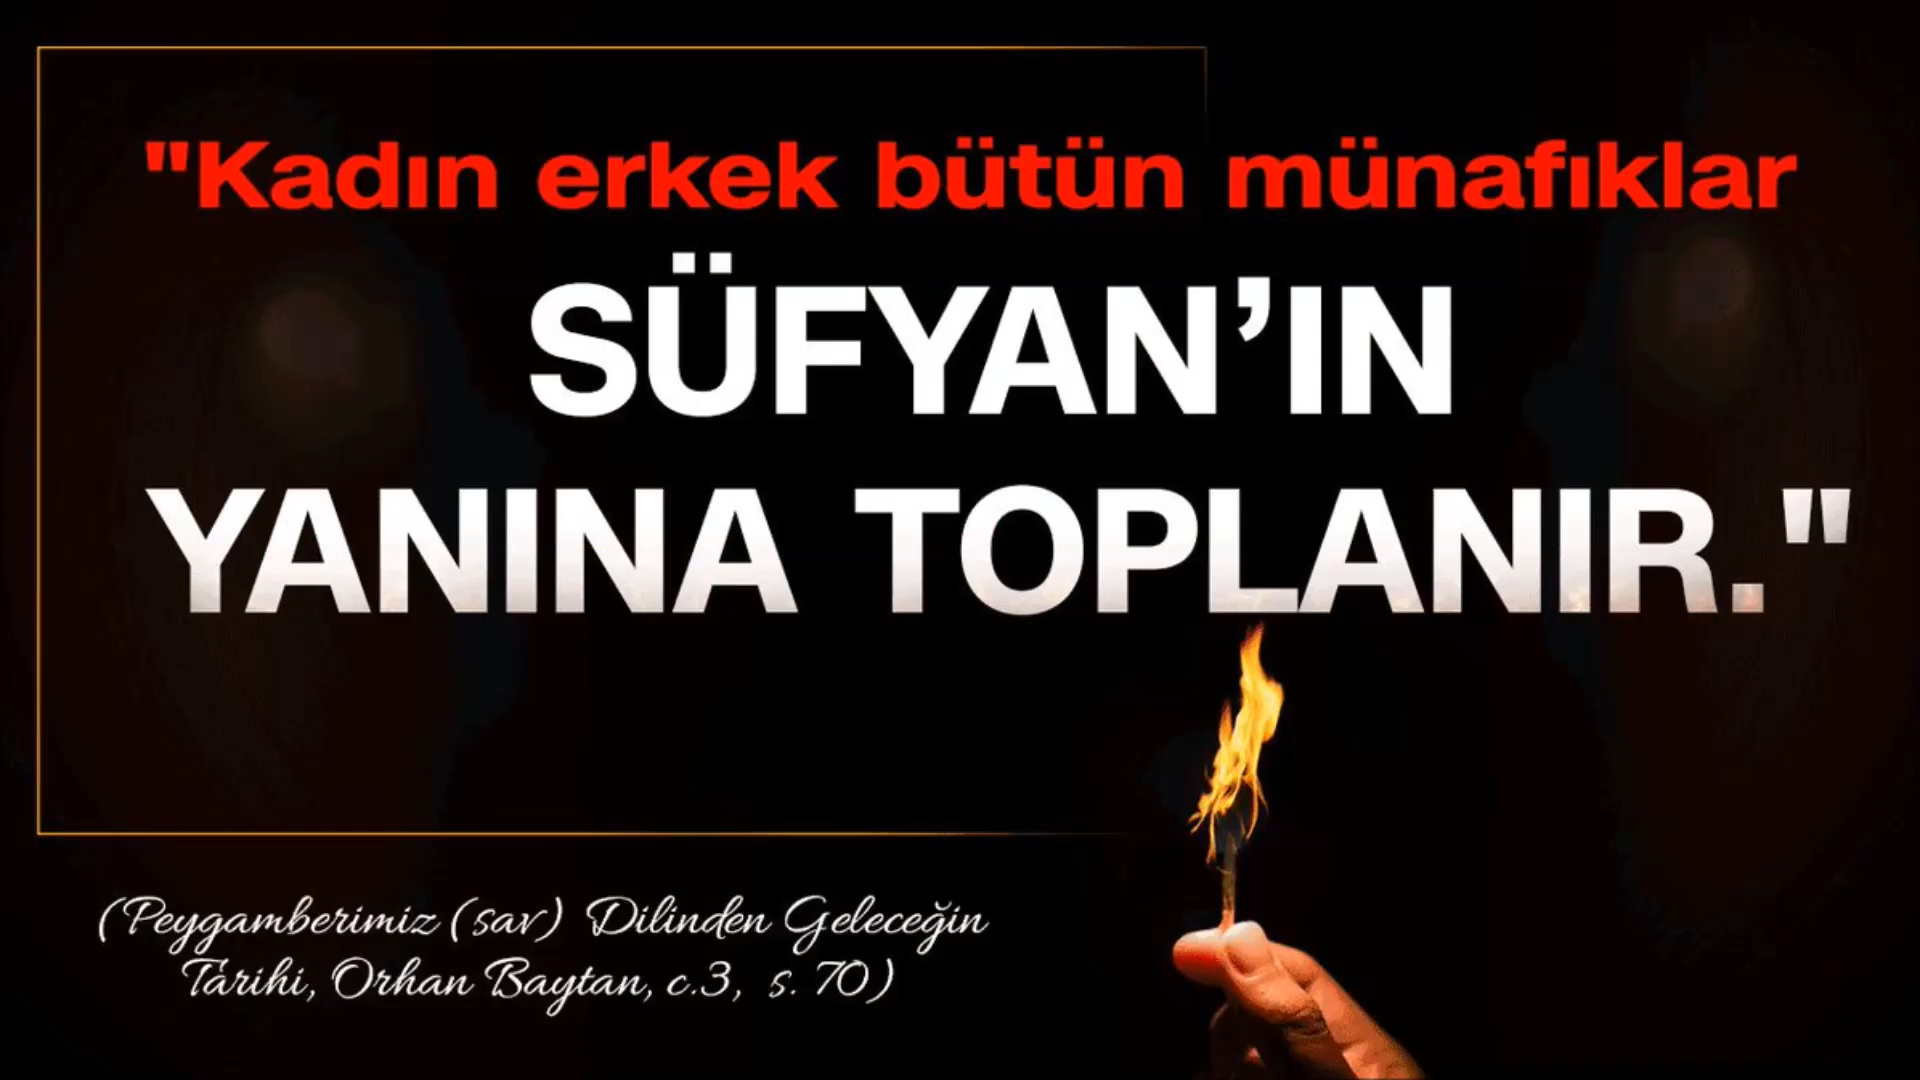 "Kadın erkek bütün münafıklar
SÜFYAN’IN
YANINA TOPLANIR."
(Peygamberimiz (sav) Dilinden Geleceğin
Tarihi, Orhan Baytan, c.3, s. 70)